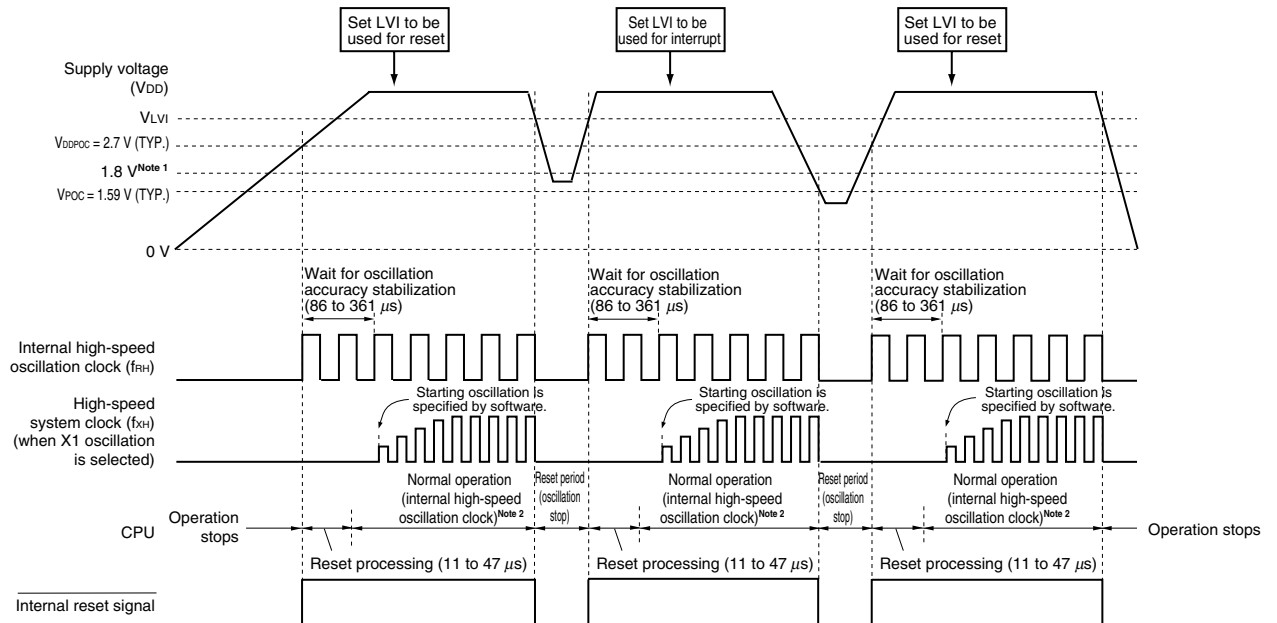 Set LVI to be
used for reset
Set LVI to be
used for interrupt
Set LVI to be
used for reset
Supply voltage
(VDD)
VLVI
VDDPOC = 2.7 V (TYP.)
1.8 V Note 1
VPOC = 1.59 V (TYP.)
0 V
Wait for oscillation
accuracy stabilization
(86 to 361 μs)
Wait for oscillation
accuracy stabilization
(86 to 361 μs)
Wait for oscillation
accuracy stabilization
(86 to 361 μs)
Internal high-speed
oscillation clock (fRH)
High-speed
system clock (fXH)
(when X1 oscillation
is selected)
Starting oscillation is
specified by software.
Starting oscillation is
specified by software.
Starting oscillation is
specified by software.
CPU
Operation
stops
Normal operation
(internal high-speed
oscillation clock) Note 2
Reset period
(oscillation
stop)
Normal operation
(internal high-speed
oscillation clock) Note 2
Reset period
(oscillation
stop)
Normal operation
(internal high-speed
oscillation clock) Note 2
Operation stops
Reset processing (11 to 47 μs)
Reset processing (11 to 47 μs)
Reset processing (11 to 47 μs)
Internal reset signal